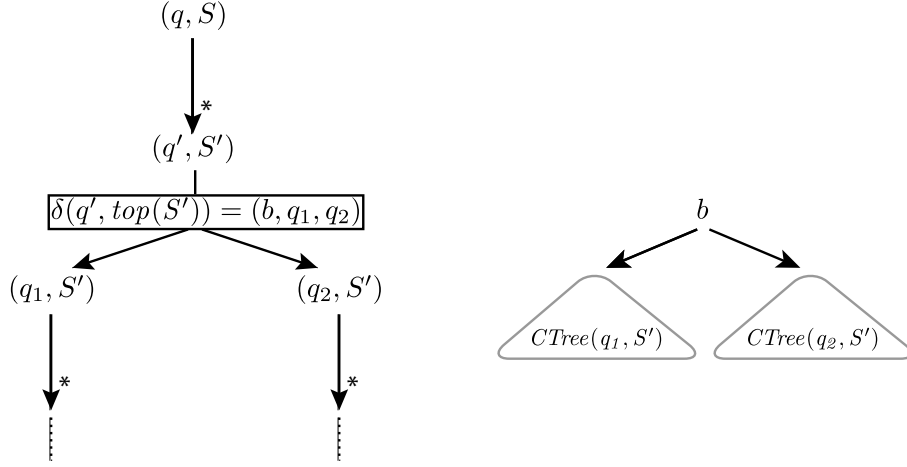 (q, S)
*
(q′, S′)
δ(q′, top(S′)) = (b, q₁, q₂)
(q₁, S′)
(q₂, S′)
*
*
b
CTree(q₁, S′)
CTree(q₂, S′)